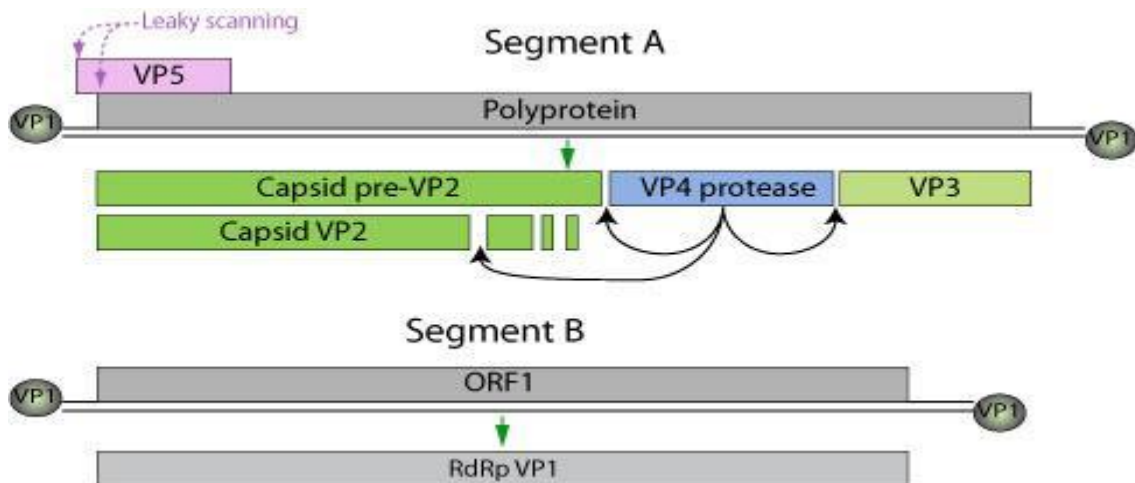 Leaky scanning
Segment A
VP5
Polyprotein
VP1
VP1
Capsid pre-VP2
VP4 protease
VP3
Capsid VP2
Segment B
ORF1
VP1
VP1
RdRp VP1